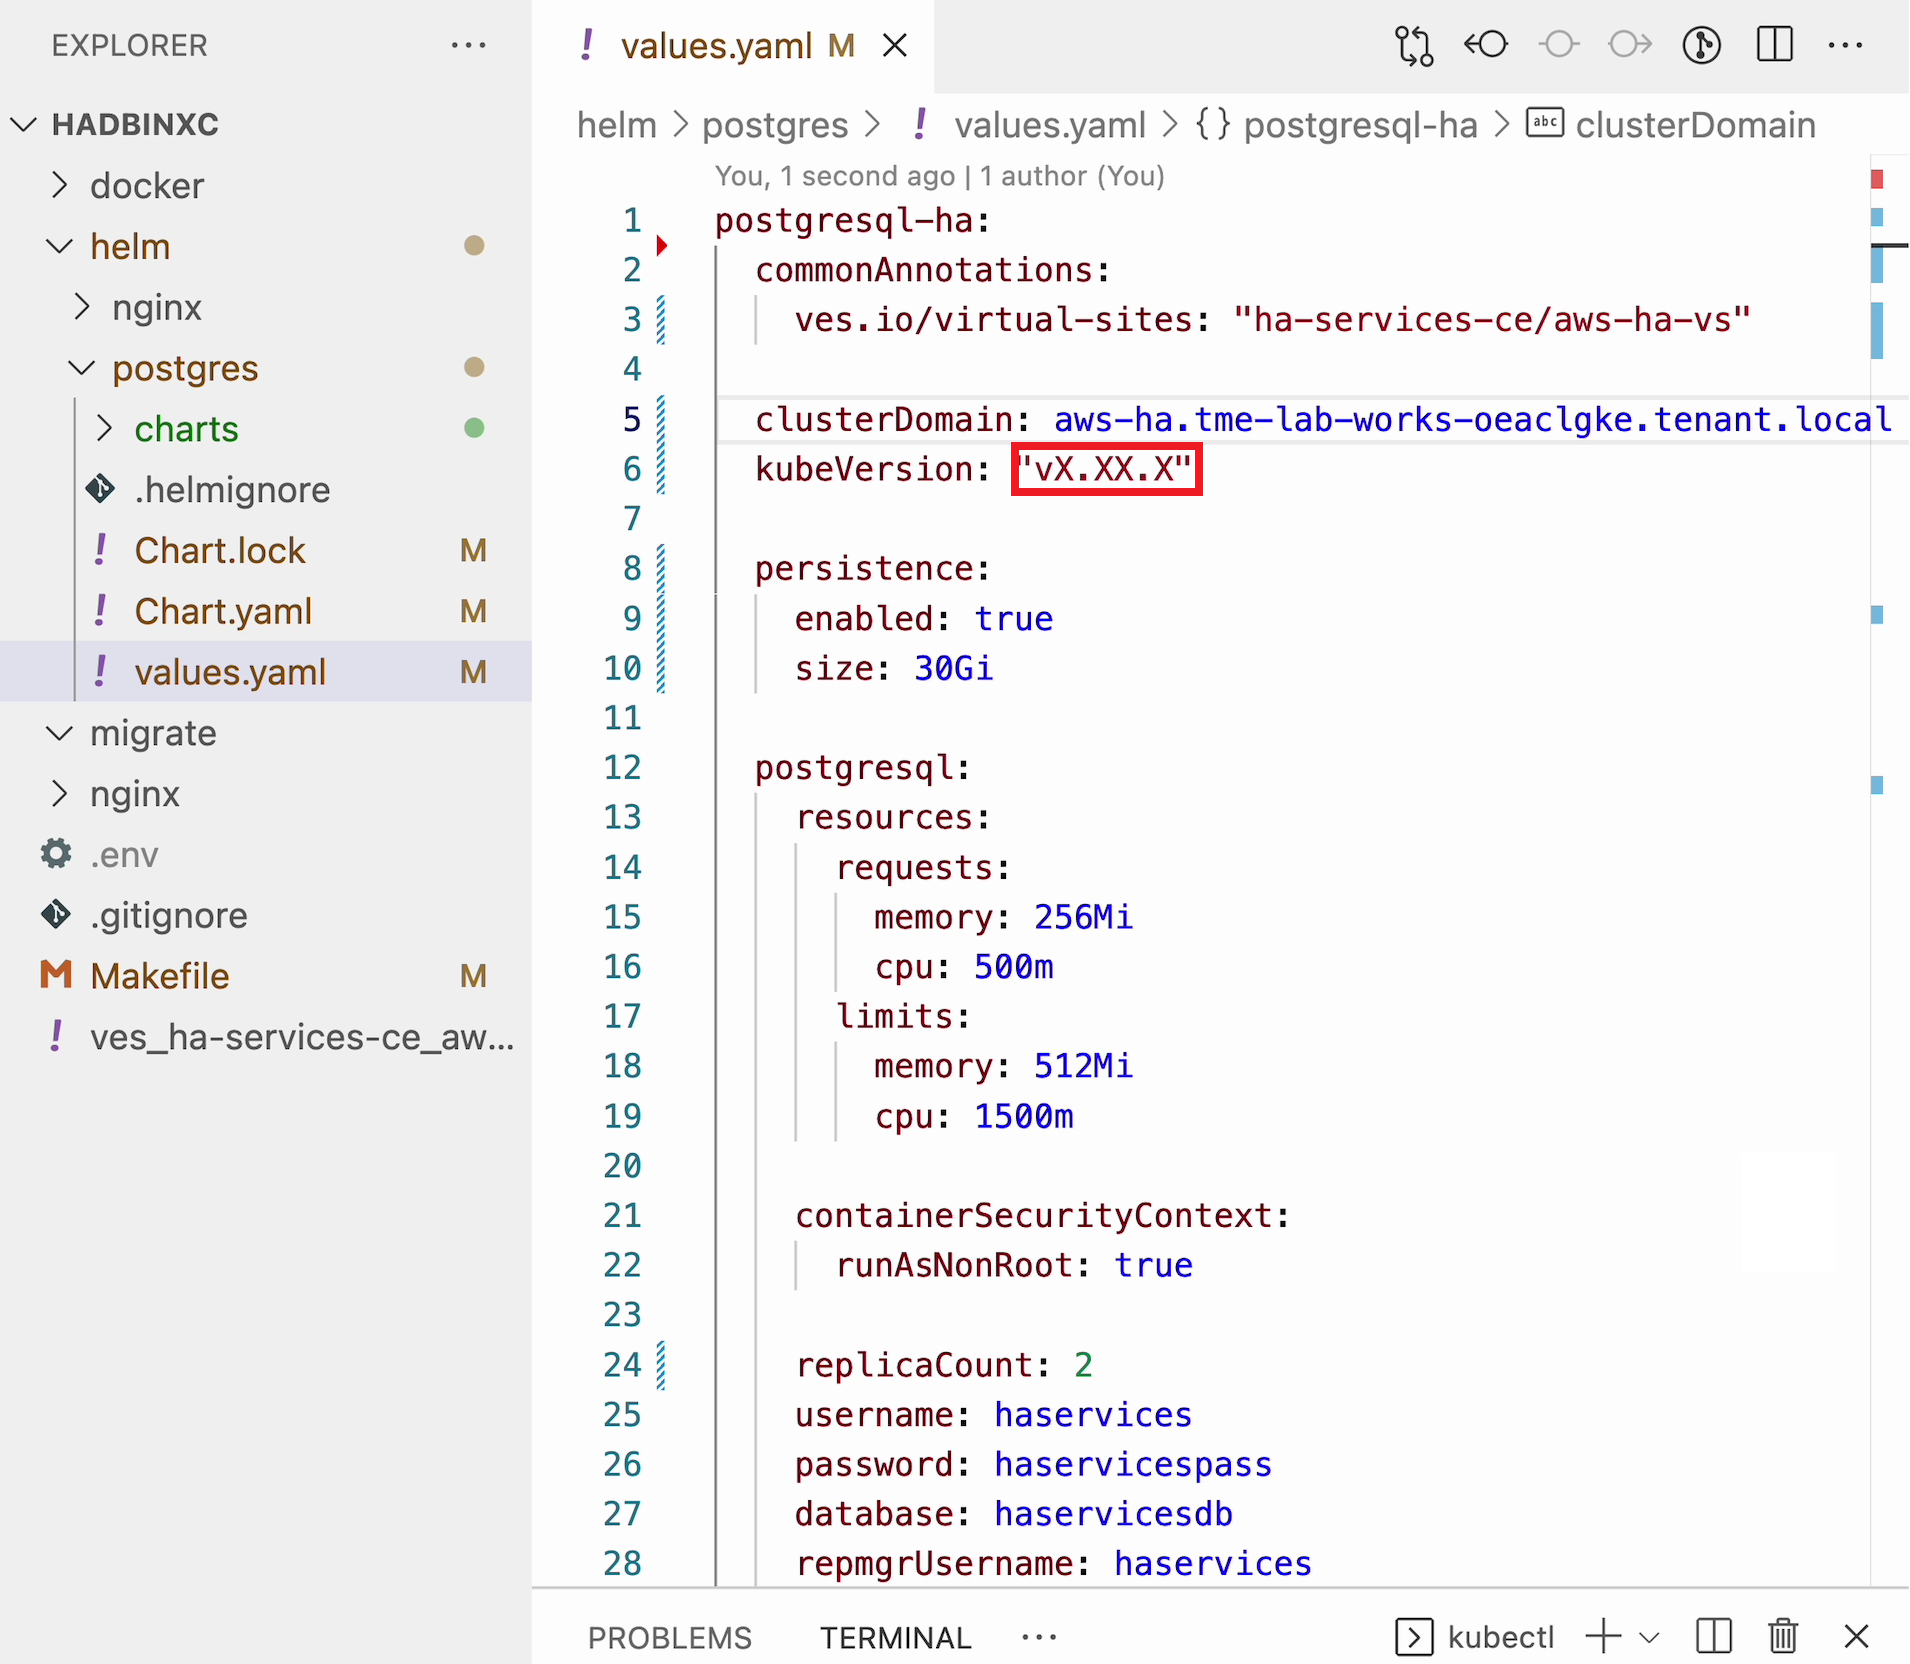 EXPLORER
HADBINXC
docker
helm
nginx
postgres
charts
.helmignore
Chart.lock M
Chart.yaml M
values.yaml M
migrate
nginx
.env
.gitignore
Makefile M
ves_ha-services-ce_aw...
values.yaml M
helm > postgres > values.yaml > {} postgresql-ha > abc clusterDomain
You, 1 second ago | 1 author (You)
1 postgresql-ha:
2 commonAnnotations:
3 ves.io/virtual-sites: "ha-services-ce/aws-ha-vs"
4
5 clusterDomain: aws-ha.tme-lab-works-oeaclgke.tenant.local
6 kubeVersion: "vX.XX.X"
7
8 persistence:
9 enabled: true
10 size: 30Gi
11
12 postgresql:
13 resources:
14 requests:
15 memory: 256Mi
16 cpu: 500m
17 limits:
18 memory: 512Mi
19 cpu: 1500m
20
21 containerSecurityContext:
22 runAsNonRoot: true
23
24 replicaCount: 2
25 username: haservices
26 password: haservicespass
27 database: haservicesdb
28 repmgrUsername: haservices
PROBLEMS TERMINAL ... kubectl